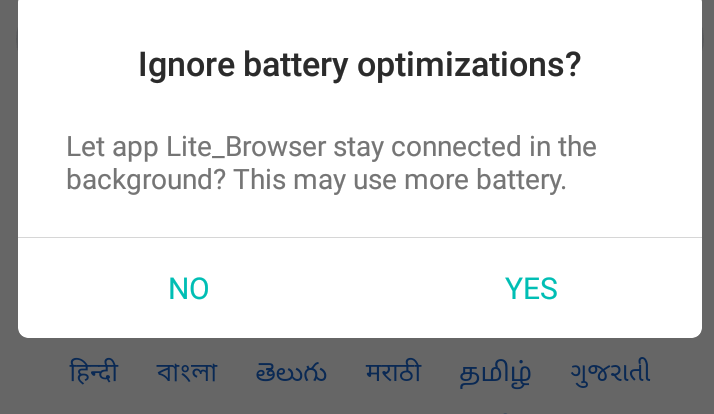 Ignore battery optimizations?
Let app Lite_Browser stay connected in the
background? This may use more battery.
NO YES
हिन्दी বাংলা తెలుగు मराठी தமிழ் ગુજરાતી